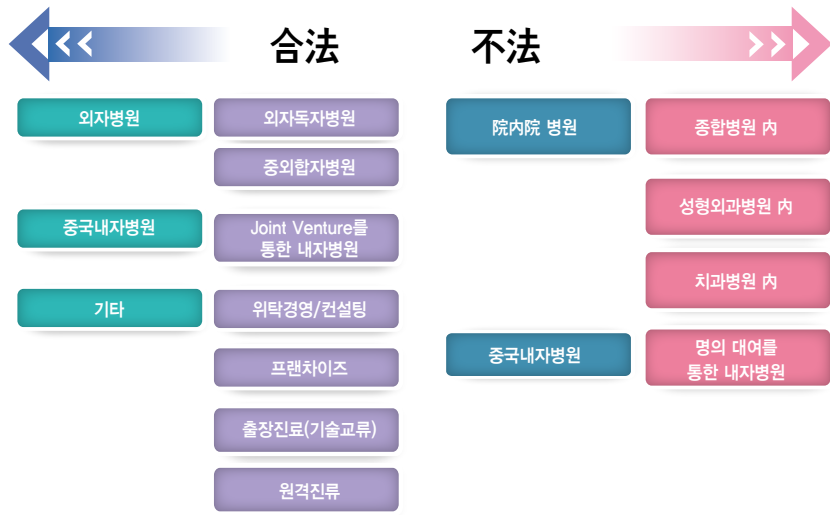 合法
不法
외자병원
외자독자병원
중외합자병원
중국내자병원
Joint Venture를
통한 내자병원
기타
위탁경영/컨설팅
프랜차이즈
출장진료(기술교류)
원격진류
院内院 병원
종합병원 内
성형외과병원 内
치과병원 内
중국내자병원
명의 대여를
통한 내자병원